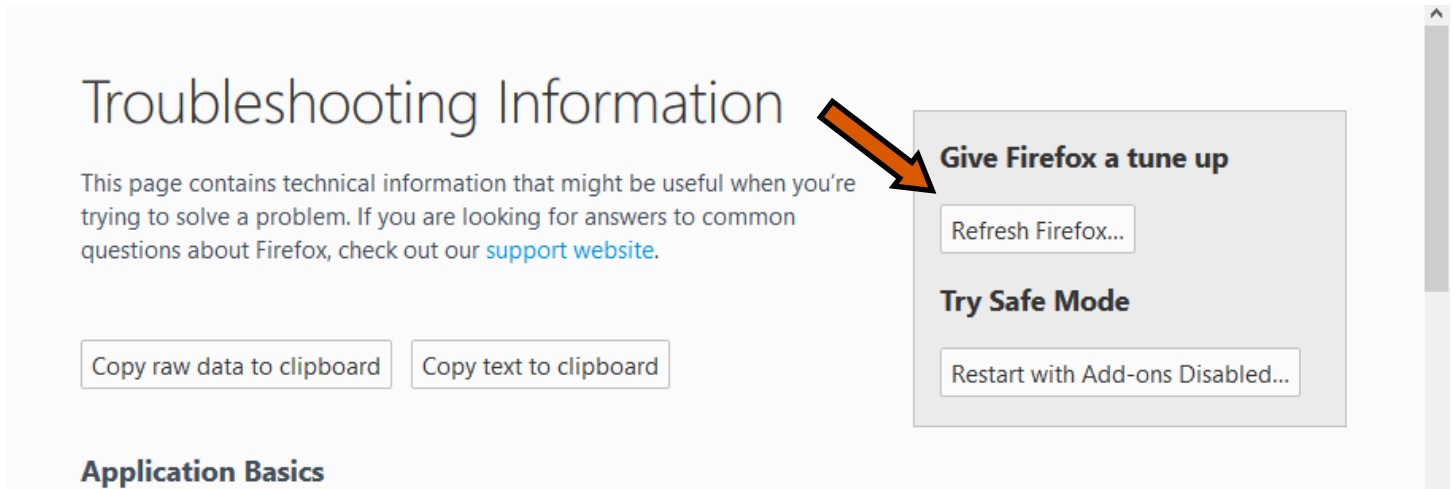 Troubleshooting Information
This page contains technical information that might be useful when you're
trying to solve a problem. If you are looking for answers to common
questions about Firefox, check out our support website.
Copy raw data to clipboard
Copy text to clipboard
Give Firefox a tune up
Refresh Firefox...
Try Safe Mode
Restart with Add-ons Disabled...
Application Basics